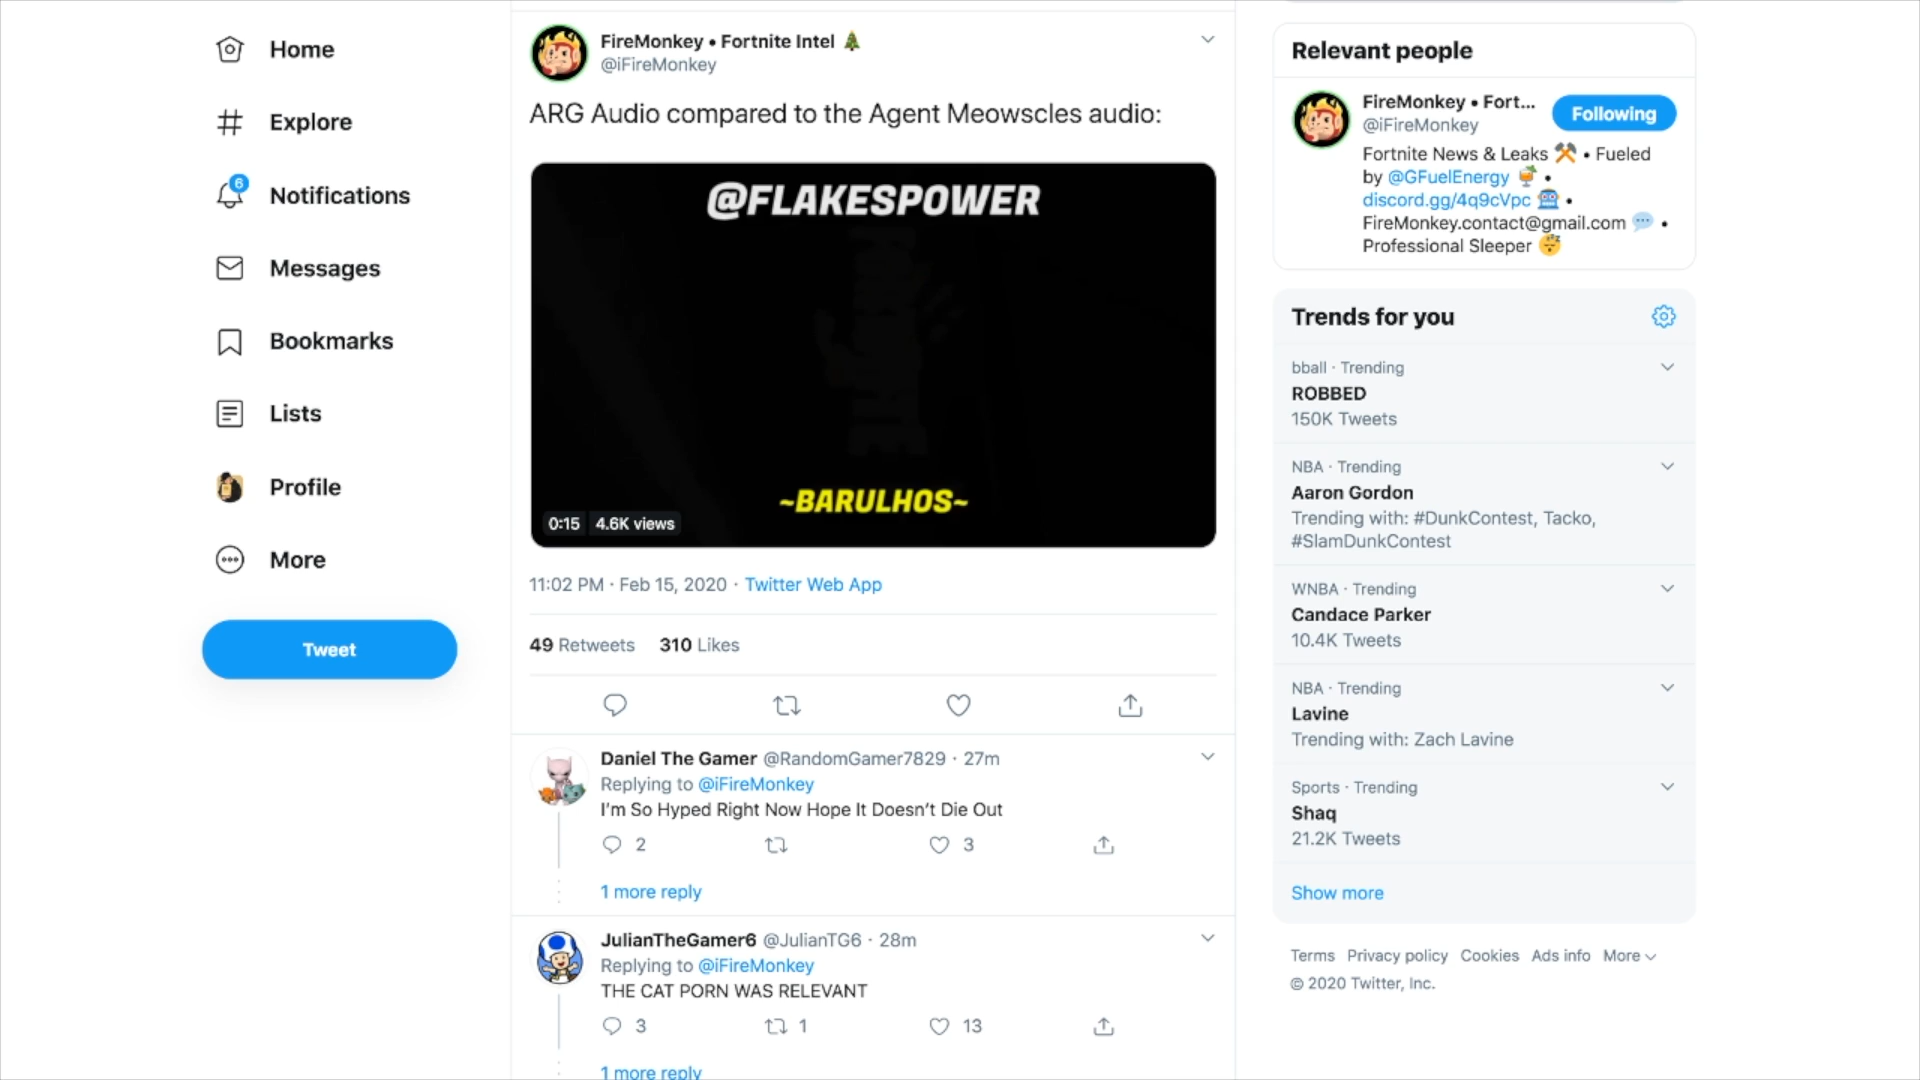 Home
Explore
6
Notifications
Messages
Bookmarks
Lists
Profile
More
Tweet
FireMonkey • Fortnite Intel 🎄
@iFireMonkey
ARG Audio compared to the Agent Meowscles audio:
@FLAKESPOWER
~BARULHOS~
0:15 4.6K views
11:02 PM · Feb 15, 2020 · Twitter Web App
49 Retweets 310 Likes
Daniel The Gamer @RandomGamer7829 · 27m
Replying to @iFireMonkey
I'm So Hyped Right Now Hope It Doesn't Die Out
2 3
1 more reply
JulianTheGamer6 @JulianTG6 · 28m
Replying to @iFireMonkey
THE CAT PORN WAS RELEVANT
3 1 13
1 more reply
Relevant people
FireMonkey • Fort...
@iFireMonkey
Following
Fortnite News & Leaks ⚒️ • Fueled
by @GFuelEnergy 🍹 •
discord.gg/4q9cVpc 🤖 •
FireMonkey.contact@gmail.com 💬 •
Professional Sleeper 😴
Trends for you
bball · Trending
ROBBED
150K Tweets
NBA · Trending
Aaron Gordon
Trending with: #DunkContest, Tacko,
#SlamDunkContest
WNBA · Trending
Candace Parker
10.4K Tweets
NBA · Trending
Lavine
Trending with: Zach Lavine
Sports · Trending
Shaq
21.2K Tweets
Show more
Terms Privacy policy Cookies Ads info More
© 2020 Twitter, Inc.